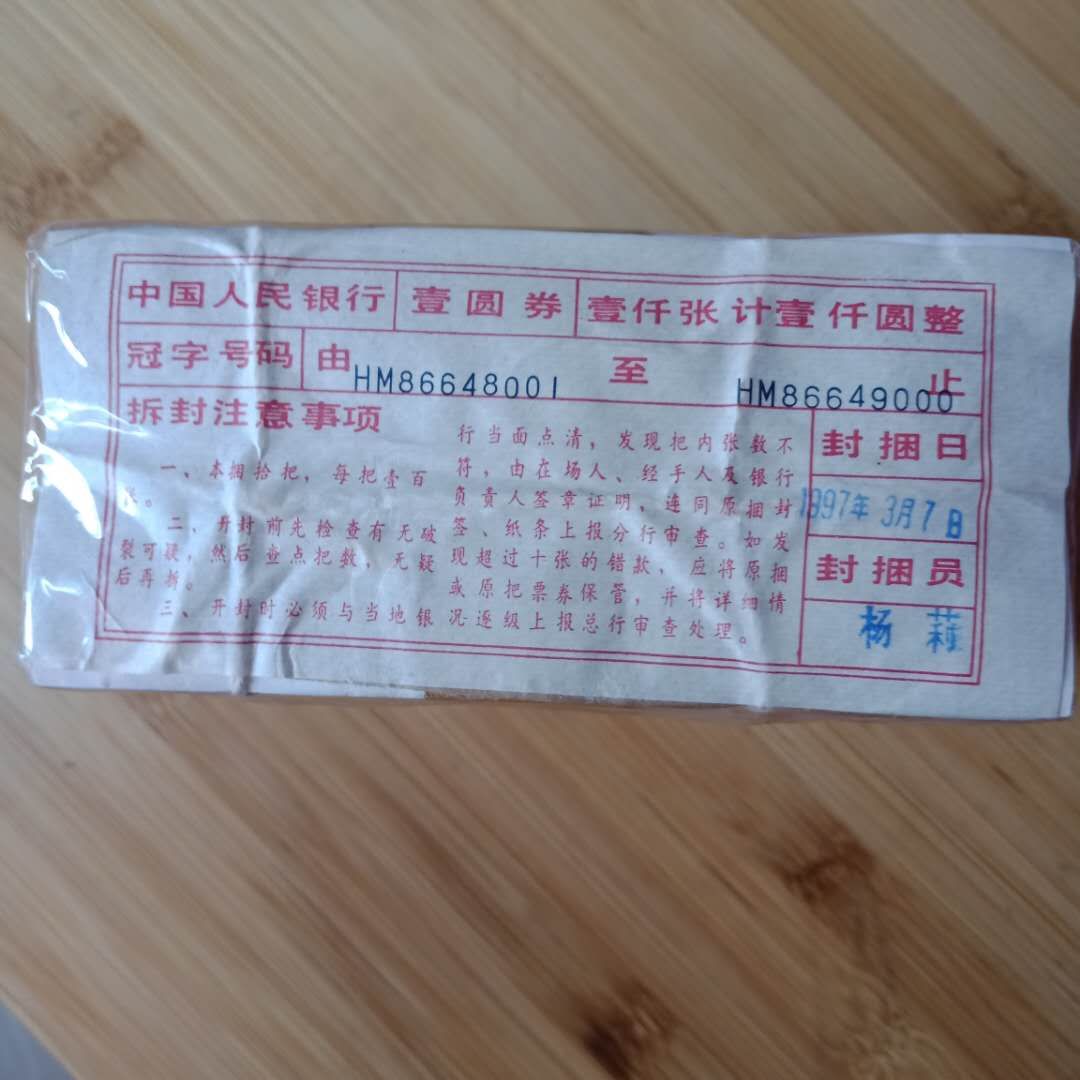 中国人民银行 壹圆券 壹仟张计壹仟圆整
冠字号码 由 HM86648001 至 HM86649000 止
拆封注意事项
一、本捆拾把，每把壹百
张。
二、开封前先检查有无破
裂可疑，然后查点把数，无疑
后再拆。
三、开封时必须与当地银
行当面点清，发现把内张数不
符，由在场人、经手人及银行
负责人签章证明，连同原捆封
签、纸条上报分行审查。如发
现超过十张的错款，应将原捆
或原把票券保管，并将详细情
况逐级上报总行审查处理。
封捆日
1997年3月7日
封捆员
杨